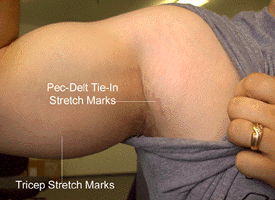 Pec-Delt Tie-In
Stretch Marks
Tricep Stretch Marks